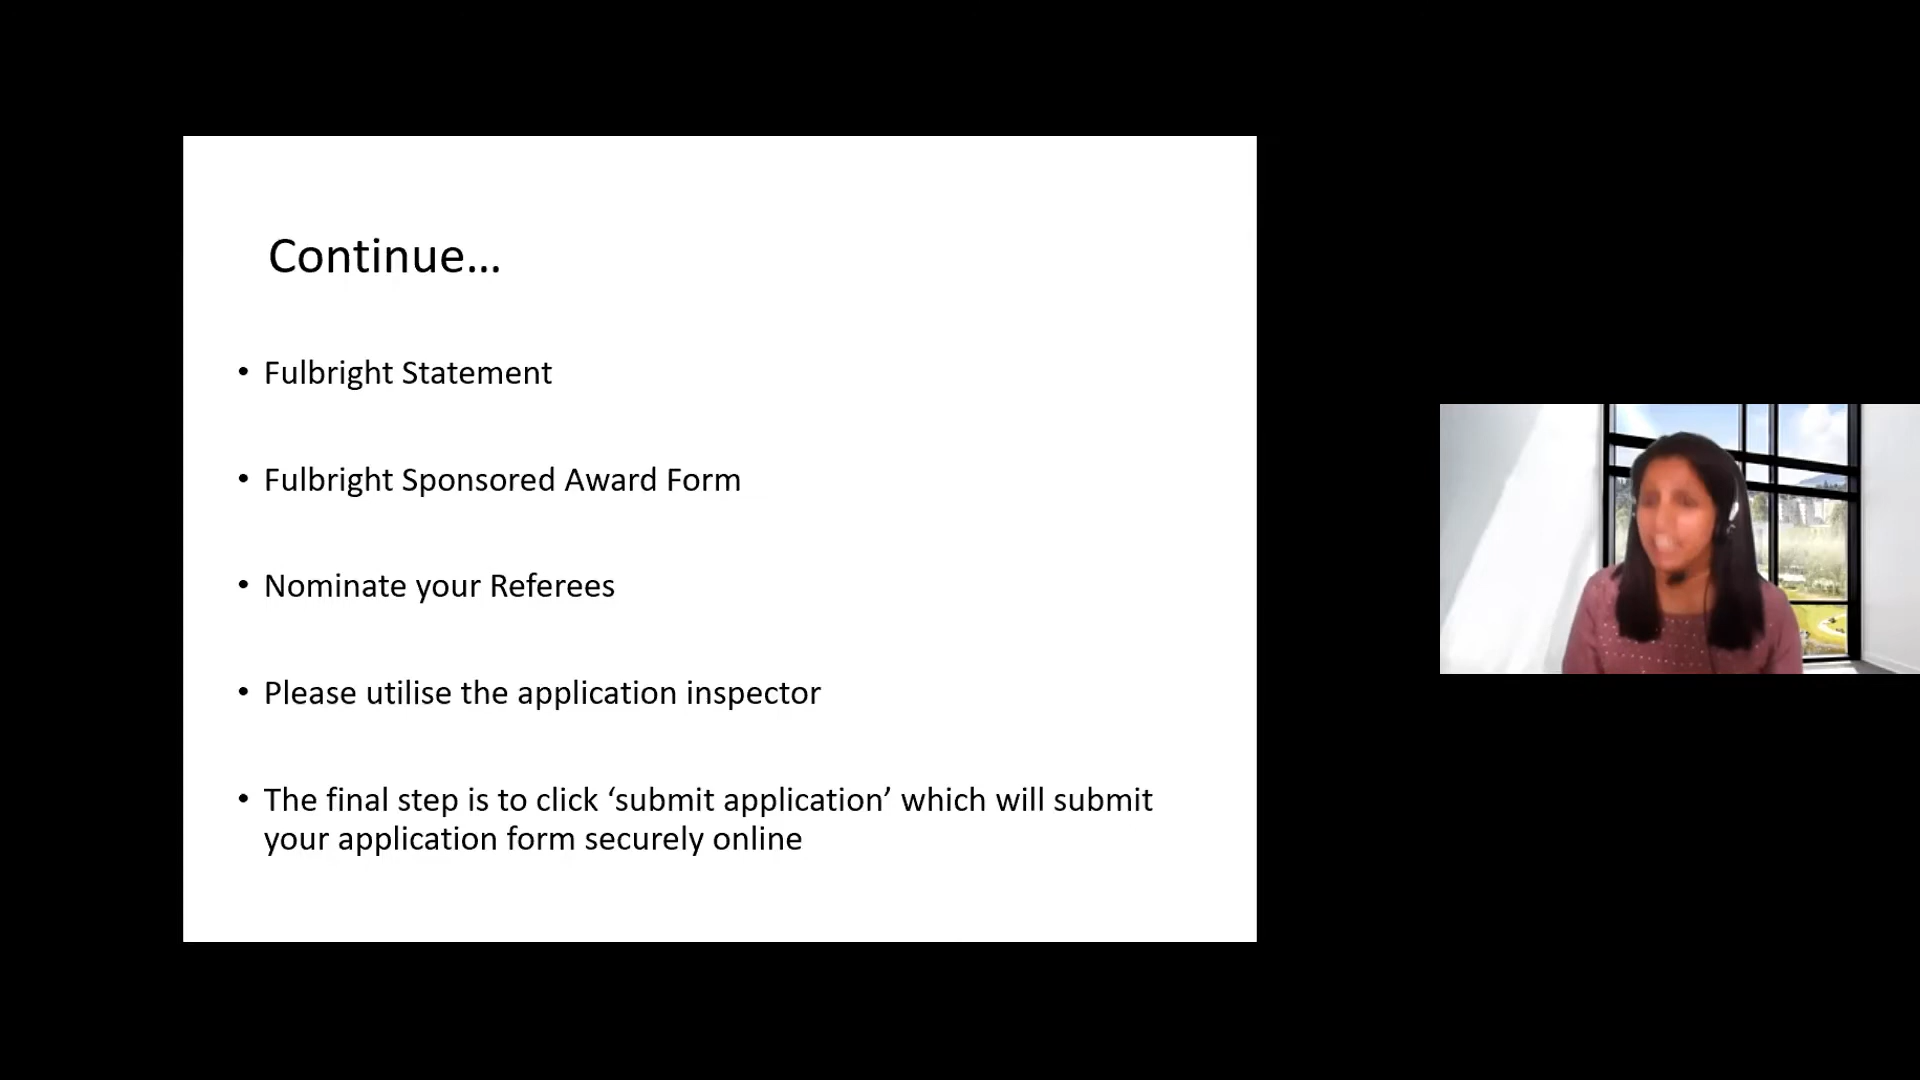 Continue…
• Fulbright Statement
• Fulbright Sponsored Award Form
• Nominate your Referees
• Please utilise the application inspector
• The final step is to click ‘submit application’ which will submit
your application form securely online